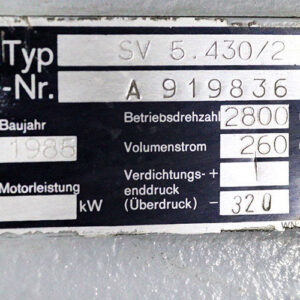 Typ SV 5.430/2
-Nr. A 919836
Baujahr Betriebsdrehzahl 2800
1985 Volumenstrom 260
Motorleistung Verdichtungs- +
enddruck
kW (Überdruck) - 320